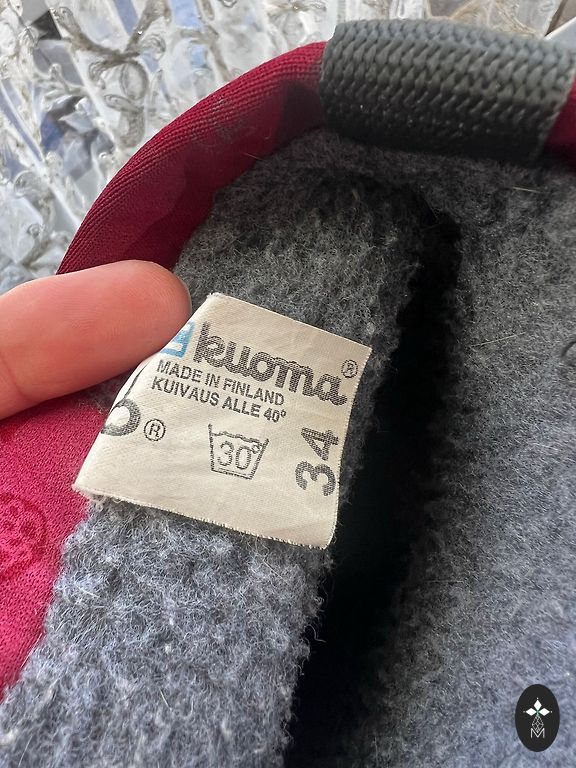 kuoma®
MADE IN FINLAND
KUIVAUS ALLE 40°
®
30°
34
M